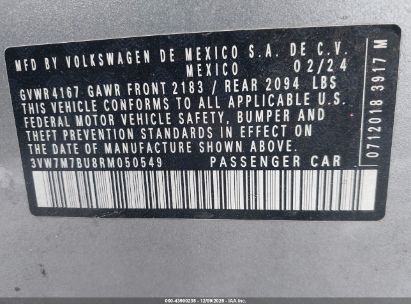 MFD BY VOLKSWAGEN DE MEXICO S.A. DE C.V.
MEXICO 02/24
GVWR4167 GAWR FRONT 2183 / REAR 2094 LBS
THIS VEHICLE CONFORMS TO ALL APPLICABLE U.S.
FEDERAL MOTOR VEHICLE SAFETY, BUMPER AND
THEFT PREVENTION STANDARDS IN EFFECT ON THE
DATE OF MANUFACTURE SHOWN ABOVE.
3VW7M7BU8RM050549 PASSENGER CAR
07112018 3917 M